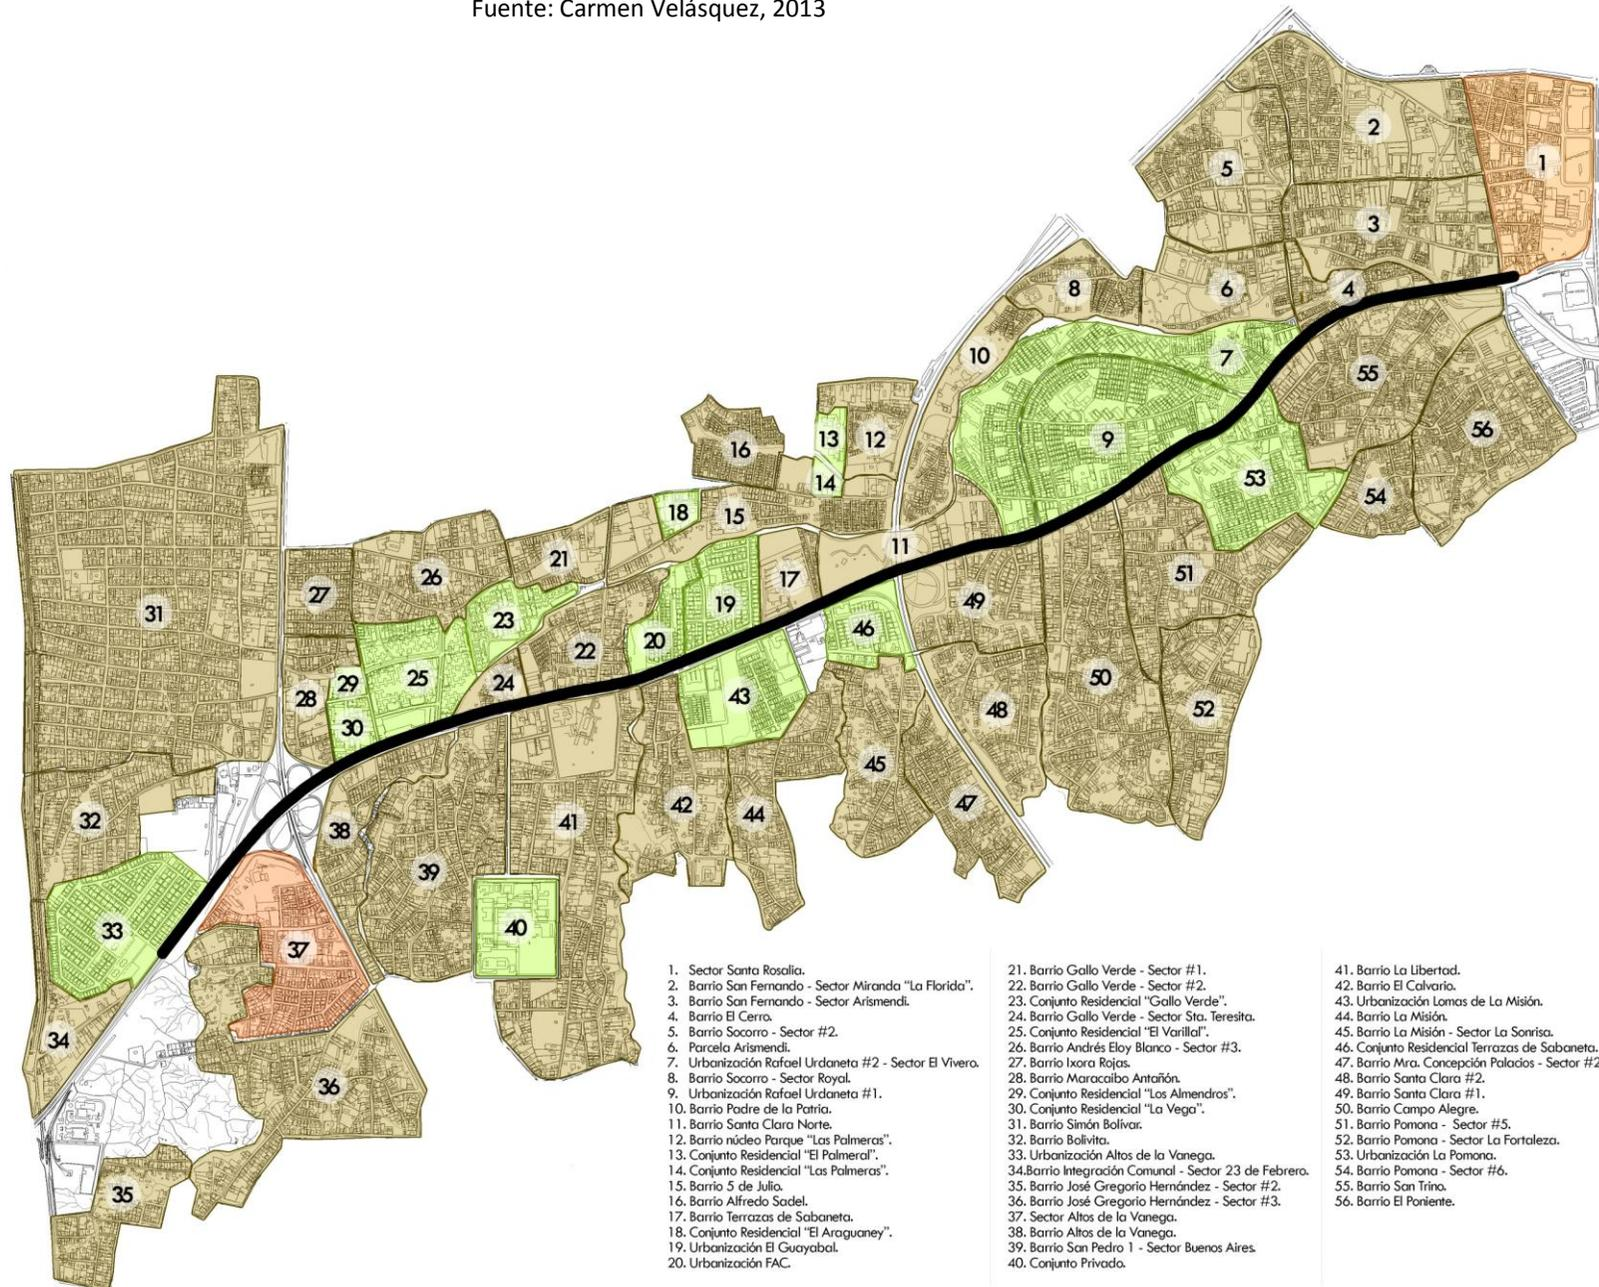 Fuente: Carmen Velásquez, 2013
2
1
5
3
8
6
4
10
7
55
13
12
9
56
16
14
53
54
18
15
21
11
26
17
51
27
23
19
49
31
46
22
20
25
24
29
50
28
43
48
52
30
45
42
47
32
44
38
41
39
40
33
37
34
36
35
1. Sector Santa Rosalia.
2. Barrio San Fernando - Sector Miranda "La Florida".
3. Barrio San Fernando - Sector Arismendi.
4. Barrio El Cerro.
5. Barrio Socorro - Sector #2.
6. Parcela Arismendi.
7. Urbanización Rafael Urdaneta #2 - Sector El Vivero.
8. Barrio Socorro - Sector Royal.
9. Urbanización Rafael Urdaneta #1.
10. Barrio Padre de la Patria.
11. Barrio Santa Clara Norte.
12. Barrio núdeo Parque "Las Palmeras".
13. Conjunto Residencial "El Palmeral".
14. Conjunto Residencial "Las Palmeras".
15. Barrio 5 de Julio.
16. Barrio Alfredo Sadel.
17. Barrio Terrazas de Sabaneta.
18. Conjunto Residencial "El Araguaney".
19. Urbanización El Guayabal.
20. Urbanización FAC.
21. Barrio Gallo Verde - Sector #1.
22. Barrio Gallo Verde - Sector #2.
23. Conjunto Residencial "Gallo Verde".
24. Barrio Gallo Verde - Sector Sta. Teresita.
25. Conjunto Residencial "El Varillal".
26. Barrio Andrés Eloy Blanco - Sector #3.
27. Barrio Ixora Rojas.
28. Barrio Maracaibo Antañón.
29. Conjunto Residencial "Los Almendros".
30. Conjunto Residencial "La Vega".
31. Barrio Simón Bolívar.
32. Barrio Bolivita.
33. Urbanización Altos de la Vanega.
34.Barrio Integración Comunal - Sector 23 de Febrero.
35. Barrio José Gregorio Hernández - Sector #2.
36. Barrio José Gregorio Hernández - Sector #3.
37. Sector Altos de la Vanega.
38. Barrio Altos de la Vanega.
39. Barrio San Pedro 1 - Sector Buenos Aires.
40. Conjunto Privado.
41. Barrio La Libertad.
42. Barrio El Calvario.
43. Urbanización Lomas de La Misión.
44. Barrio La Misión.
45. Barrio La Misión - Sector La Sonrisa.
46. Conjunto Residencial Terrazas de Sabaneta.
47. Barrio Mra. Concepción Palacios - Sector #2
48. Barrio Santa Clara #2.
49. Barrio Santa Clara #1.
50. Barrio Campo Alegre.
51. Barrio Pomona - Sector #5.
52. Barrio Pomona - Sector La Fortaleza.
53. Urbanización La Pomona.
54. Barrio Pomona - Sector #6.
55. Barrio San Trino.
56. Barrio El Poniente.